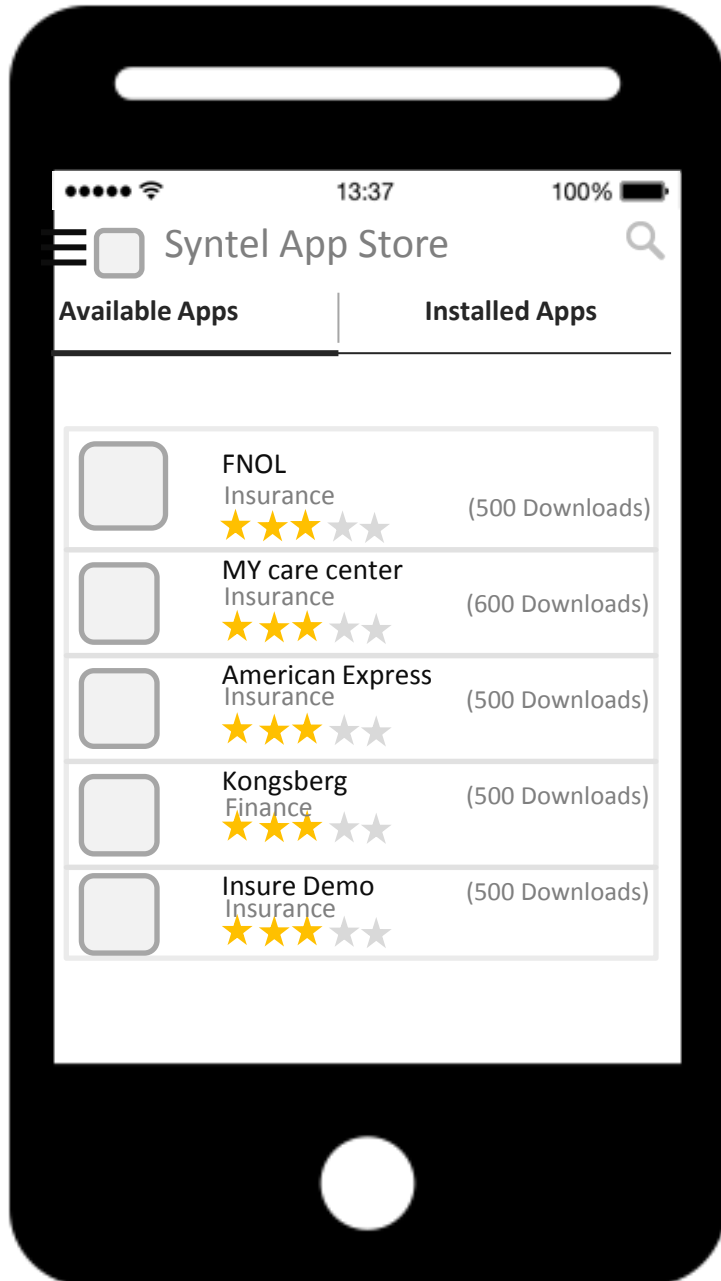 13:37 100%
Syntel App Store
Available Apps Installed Apps
FNOL
Insurance
(500 Downloads)
MY care center
Insurance
(600 Downloads)
American Express
Insurance
(500 Downloads)
Kongsberg
Finance
(500 Downloads)
Insure Demo
Insurance
(500 Downloads)